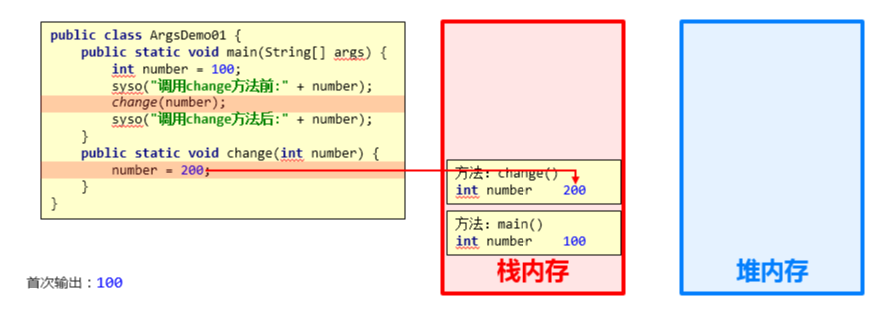 public class ArgsDemo01 {
public static void main(String[] args) {
int number = 100;
syso("调用change方法前:" + number);
change(number);
syso("调用change方法后:" + number);
}
public static void change(int number) {
number = 200;
}
}
方法：change()
int number 200
方法：main()
int number 100
栈内存
堆内存
首次输出：100